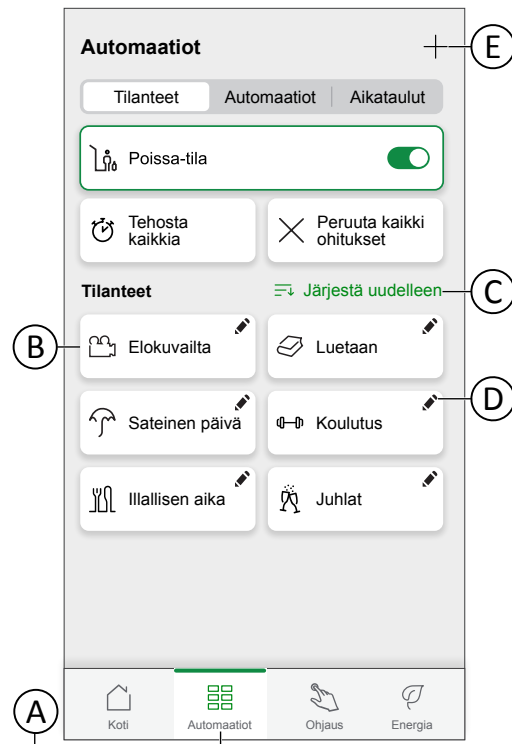 Automaatiot
E
Tilanteet Automaatiot Aikataulut
Poissa-tila
Tehosta
kaikkia
Peruuta kaikki
ohitukset
Tilanteet
Järjestä uudelleen
C
B
Elokuvailta
Luetaan
D
Sateinen päivä
Koulutus
Illallisen aika
Juhlat
A
Koti Automaatiot Ohjaus Energia